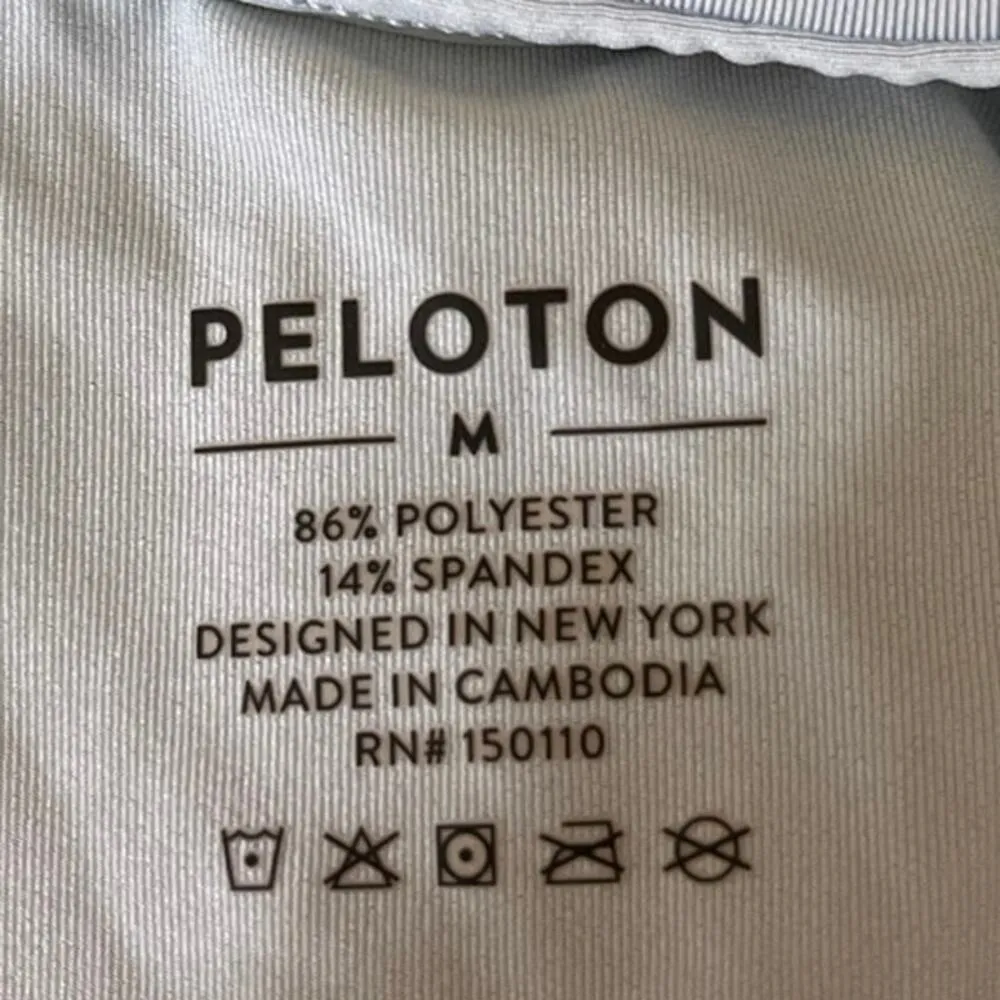 PELOTON
M
86% POLYESTER
14% SPANDEX
DESIGNED IN NEW YORK
MADE IN CAMBODIA
RN# 150110